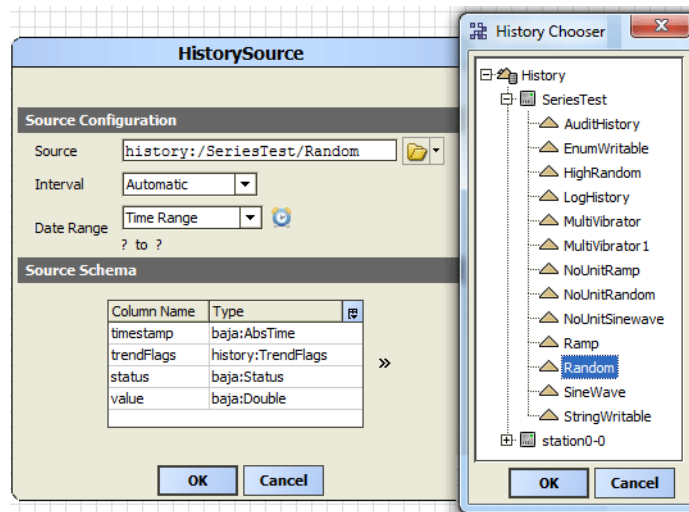 HistorySource
Source Configuration
Source history:/SeriesTest/Random
Interval Automatic
Date Range Time Range
? to ?
Source Schema
Column Name Type
timestamp baja:AbsTime
trendFlags history:TrendFlags
status baja:Status
value baja:Double
»
OK Cancel
History Chooser
History
SeriesTest
AuditHistory
EnumWritable
HighRandom
LogHistory
MultiVibrator
MultiVibrator1
NoUnitRamp
NoUnitRandom
NoUnitSinewave
Ramp
Random
SineWave
StringWritable
station0-0
OK Cancel